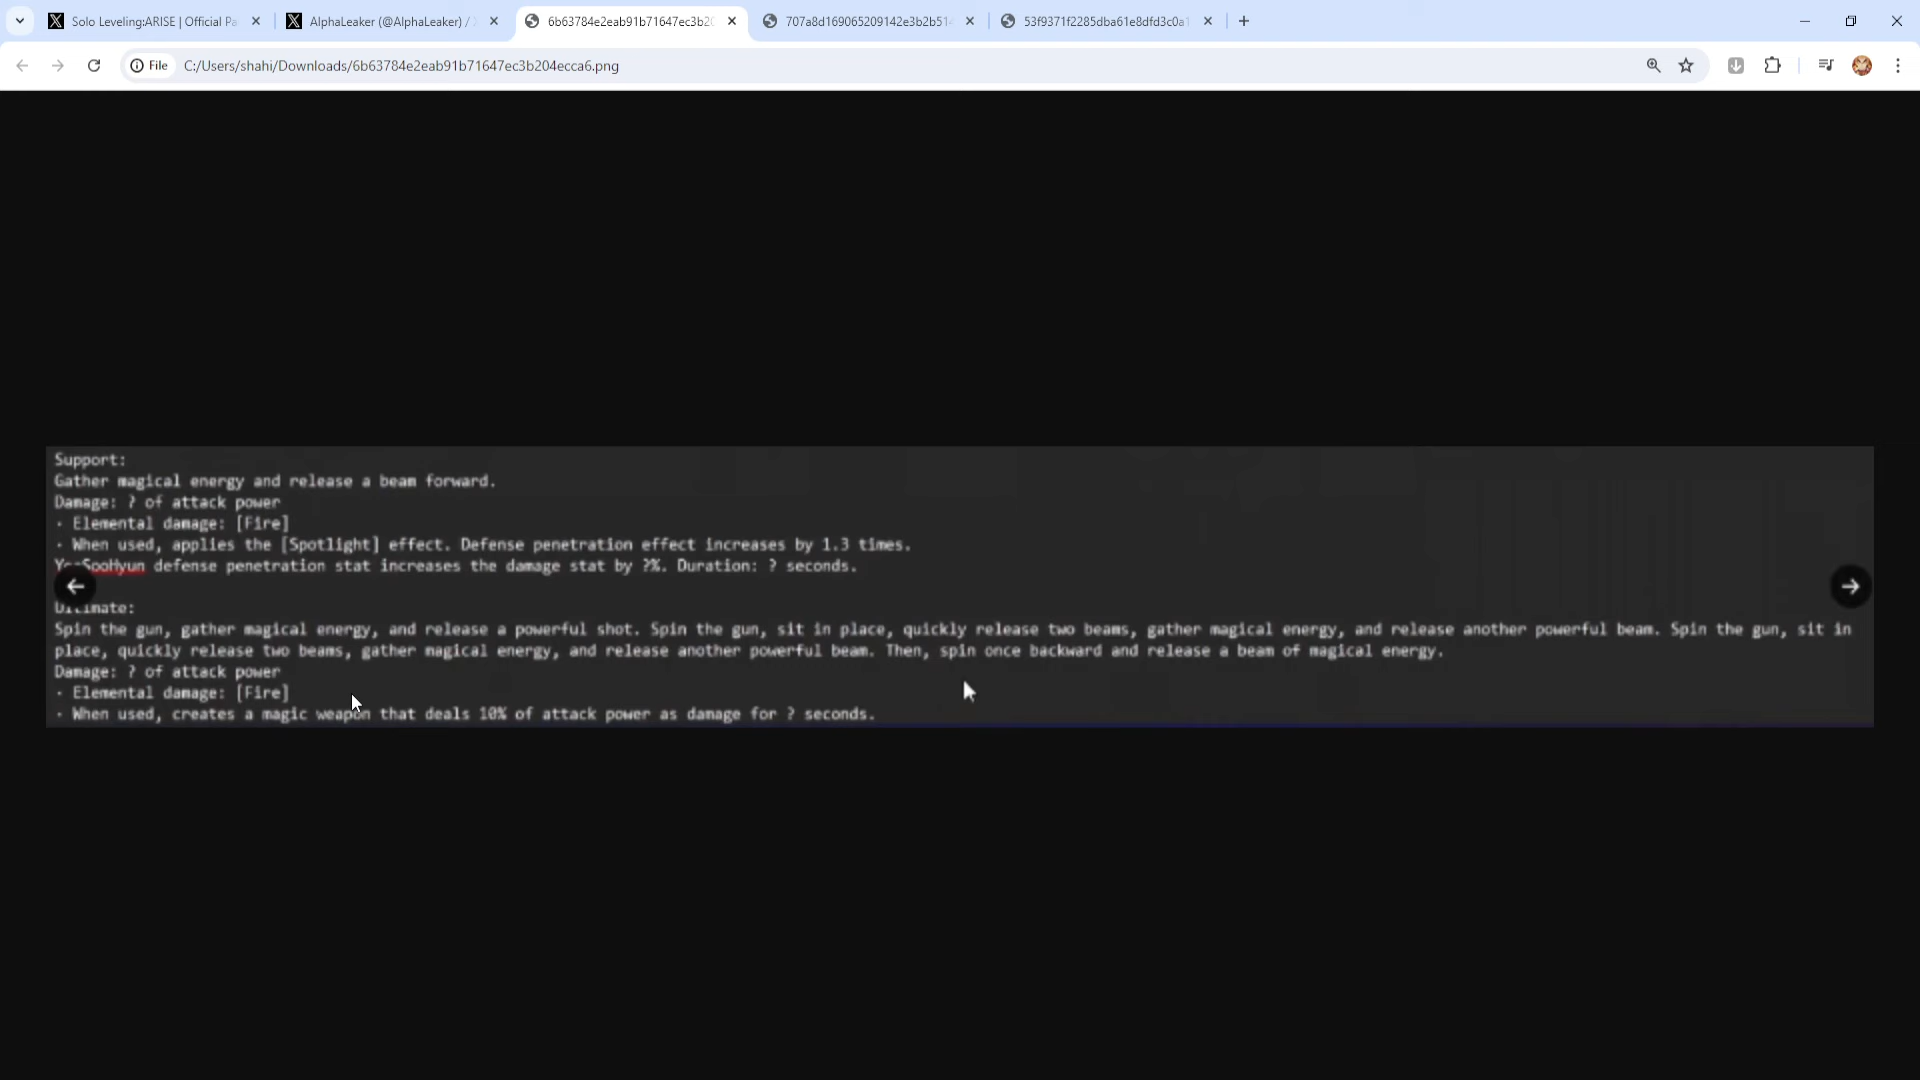 Solo Leveling:ARISE | Official Pa
AlphaLeaker (@AlphaLeaker) /
6b63784e2eab91b71647ec3b20
707a8d169065209142e3b2b51
53f9371f2285dba61e8dfd3c0a1
File
C:/Users/shahi/Downloads/6b63784e2eab91b71647ec3b204ecca6.png
Support:
Gather magical energy and release a beam forward.
Damage: ? of attack power
· Elemental damage: [Fire]
· When used, applies the [Spotlight] effect. Defense penetration effect increases by 1.3 times.
defense penetration stat increases the damage stat by ?%. Duration: ? seconds.
Ultimate:
Spin the gun, gather magical energy, and release a powerful shot. Spin the gun, sit in place, quickly release two beams, gather magical energy, and release another powerful beam. Spin the gun, sit in
place, quickly release two beams, gather magical energy, and release another powerful beam. Then, spin once backward and release a beam of magical energy.
Damage: ? of attack power
· Elemental damage: [Fire]
· When used, creates a magic weapon that deals 10% of attack power as damage for ? seconds.